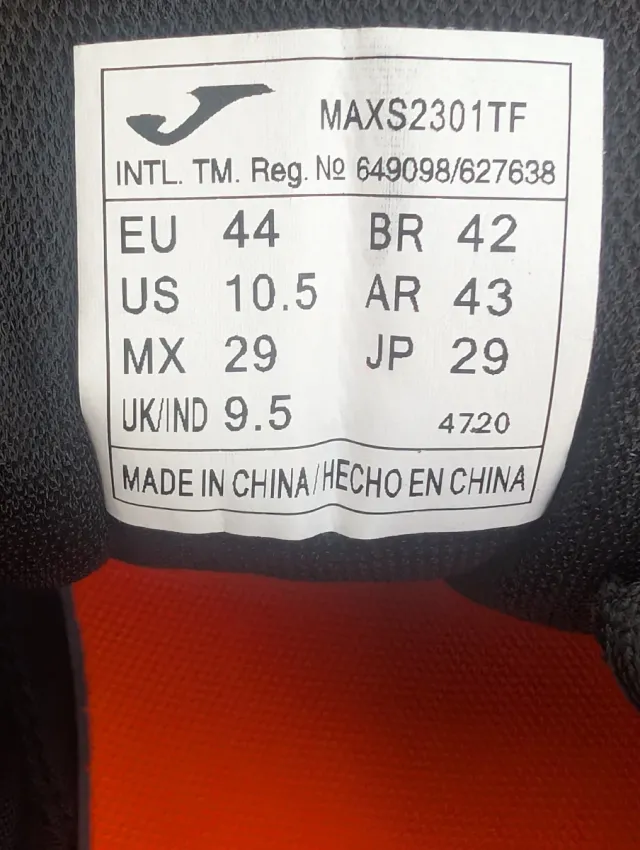 MAXS2301TF
INTL. TM. Reg. Nº 649098/627638
EU 44 BR 42
US 10.5 AR 43
MX 29 JP 29
UK/IND 9.5 4720
MADE IN CHINA/HECHO EN CHINA